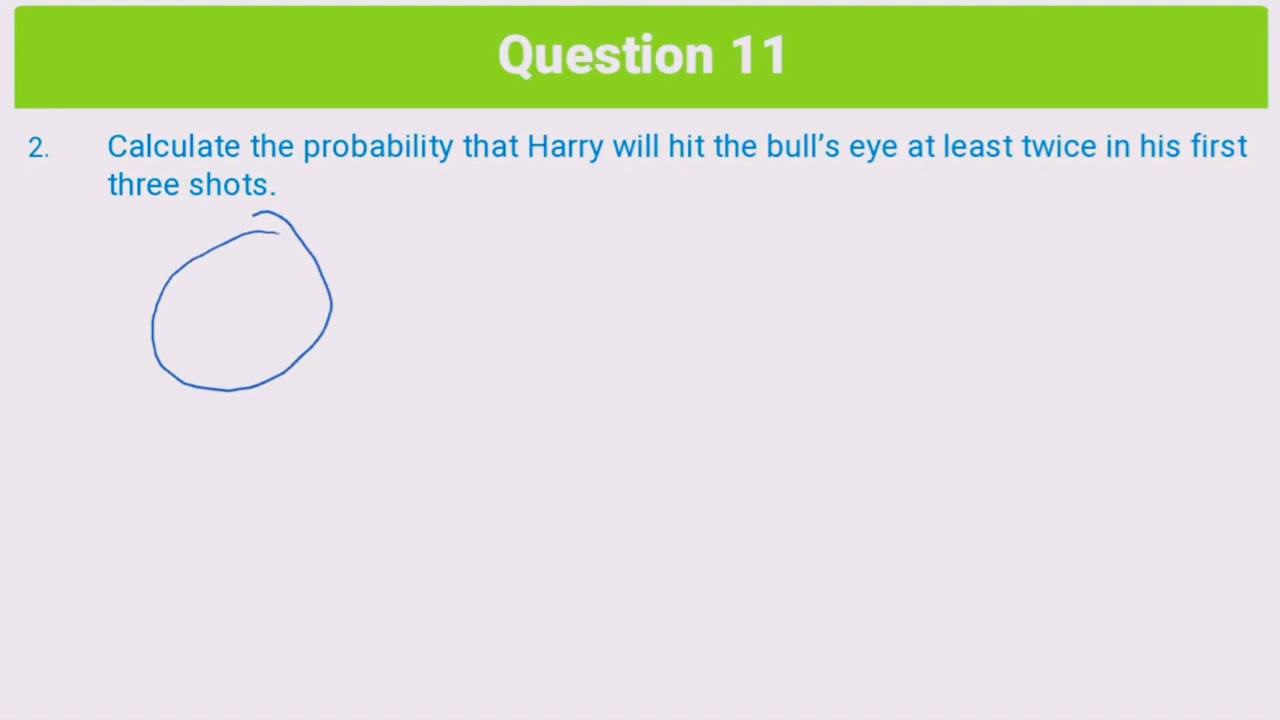 Question 11
2. Calculate the probability that Harry will hit the bull’s eye at least twice in his first
three shots.